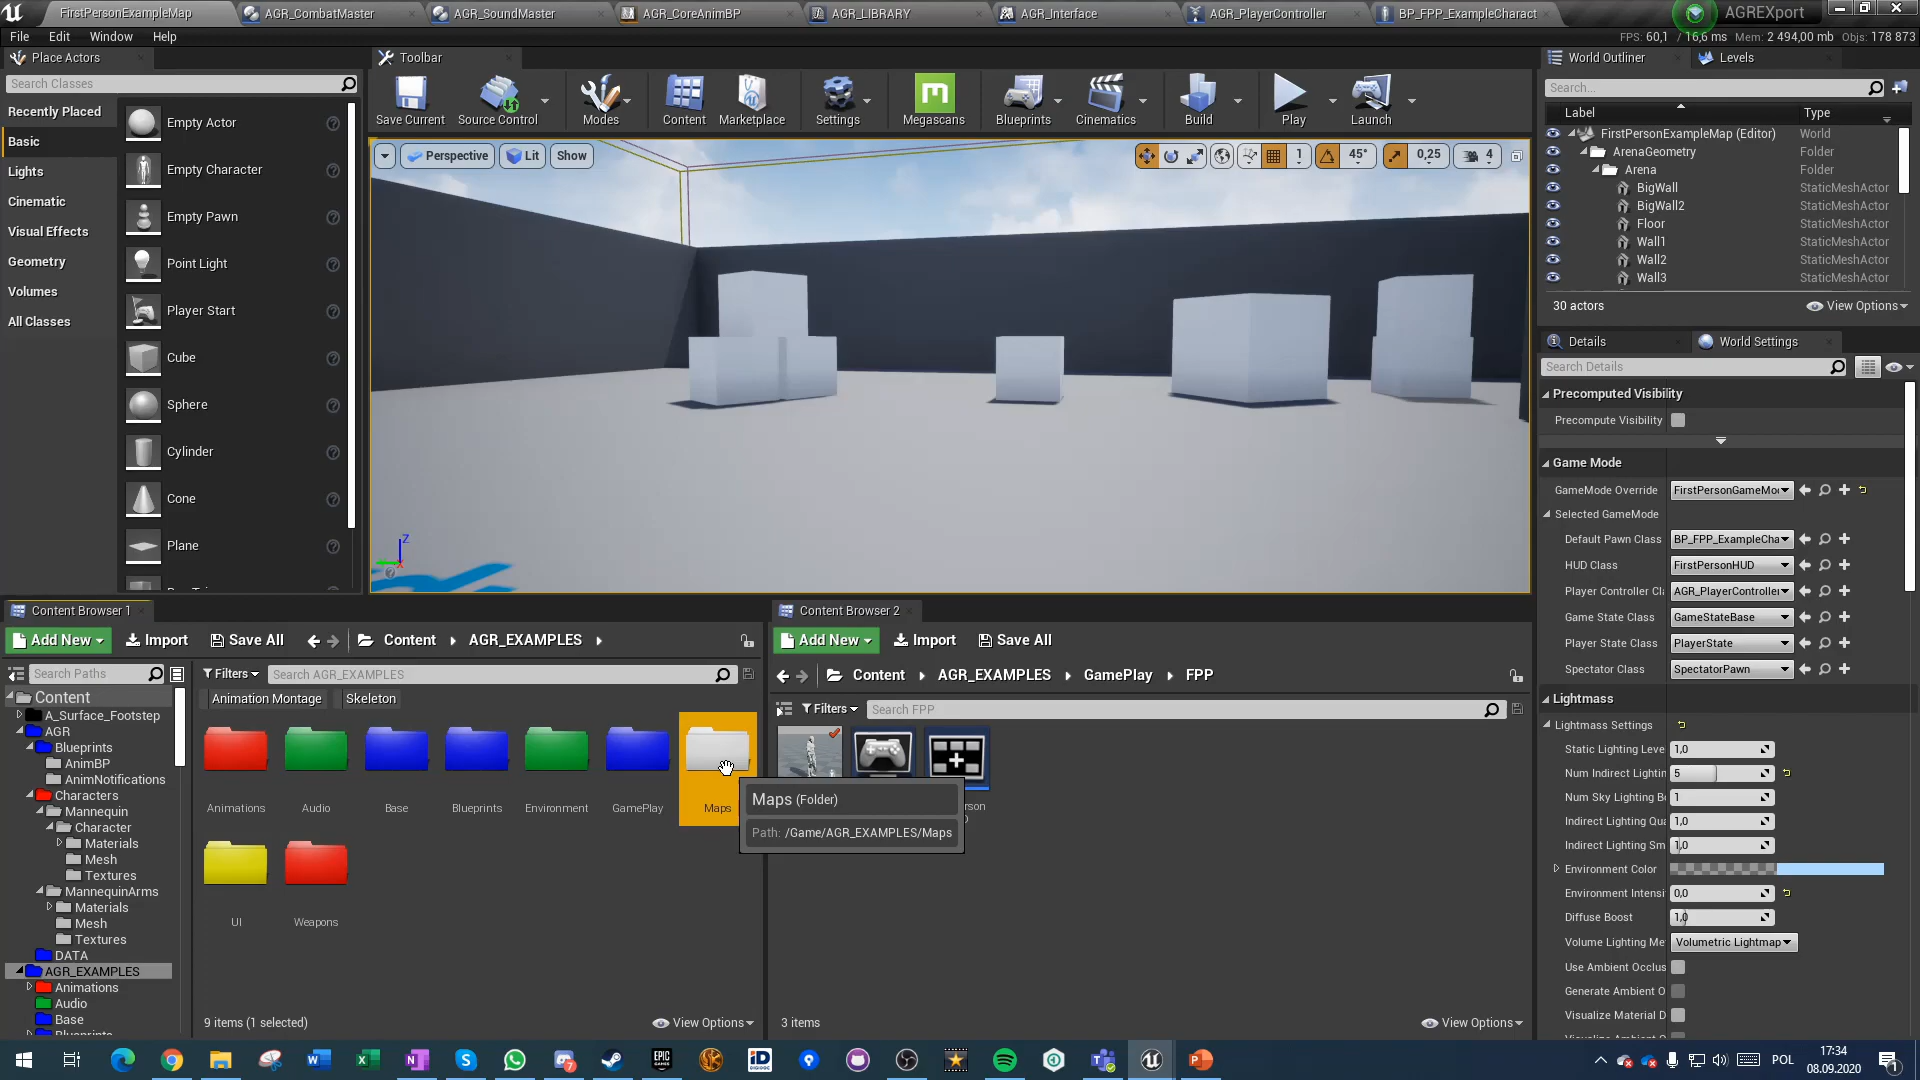 FirstPersonExampleMap
AGR_CombatMaster
AGR_SoundMaster
AGR_CoreAnimBP
AGR_LIBRARY
AGR_Interface
AGR_PlayerController
BP_FPP_ExampleCharact
AGREXport
File Edit Window Help
FPS: 60,1 / 16,6 ms Mem: 2 494,00 mb Objs: 178 873
Place Actors
Search Classes
Recently Placed
Basic
Lights
Cinematic
Visual Effects
Geometry
Volumes
All Classes
Empty Actor
Empty Character
Empty Pawn
Point Light
Player Start
Cube
Sphere
Cylinder
Cone
Plane
Toolbar
Save Current
Source Control
Modes
Content
Marketplace
Settings
Megascans
Blueprints
Cinematics
Build
Play
Launch
Perspective Lit Show
1 45° 0,25 4
Z
World Outliner Levels
Search...
Label Type
FirstPersonExampleMap (Editor) World
ArenaGeometry Folder
Arena Folder
BigWall StaticMeshActor
BigWall2 StaticMeshActor
Floor StaticMeshActor
Wall1 StaticMeshActor
Wall2 StaticMeshActor
Wall3 StaticMeshActor
30 actors View Options
Details World Settings
Search Details
Precomputed Visibility
Precompute Visibility
Game Mode
GameMode Override FirstPersonGameMo
Selected GameMode
Default Pawn Class BP_FPP_ExampleCha
HUD Class FirstPersonHUD
Player Controller Cl AGR_PlayerController
Game State Class GameStateBase
Player State Class PlayerState
Spectator Class SpectatorPawn
Lightmass
Lightmass Settings
Static Lighting Leve 1,0
Num Indirect Lightin 5
Num Sky Lighting B 1
Indirect Lighting Qua 1,0
Indirect Lighting Sm 1,0
Environment Color
Environment Intensi 0,0
Diffuse Boost 1,0
Volume Lighting Me Volumetric Lightmap
Use Ambient Occlus
Generate Ambient O
Visualize Material D
Content Browser 1
Add New Import Save All Content AGR_EXAMPLES
Search Paths
Filters Search AGR_EXAMPLES
Animation Montage Skeleton
Content
A_Surface_Footstep
AGR
Blueprints
AnimBP
AnimNotifications
Characters
Mannequin
Character
Materials
Mesh
Textures
MannequinArms
Materials
Mesh
Textures
DATA
AGR_EXAMPLES
Animations
Audio
Base
Blueprints
Animations Audio Base Blueprints Environment GamePlay Maps
UI Weapons
9 items (1 selected) View Options
Maps (Folder)
Path: /Game/AGR_EXAMPLES/Maps
Content Browser 2
Add New Import Save All
Content AGR_EXAMPLES GamePlay FPP
Filters Search FPP
erson
3 items View Options
POL
17:34
08.09.2020